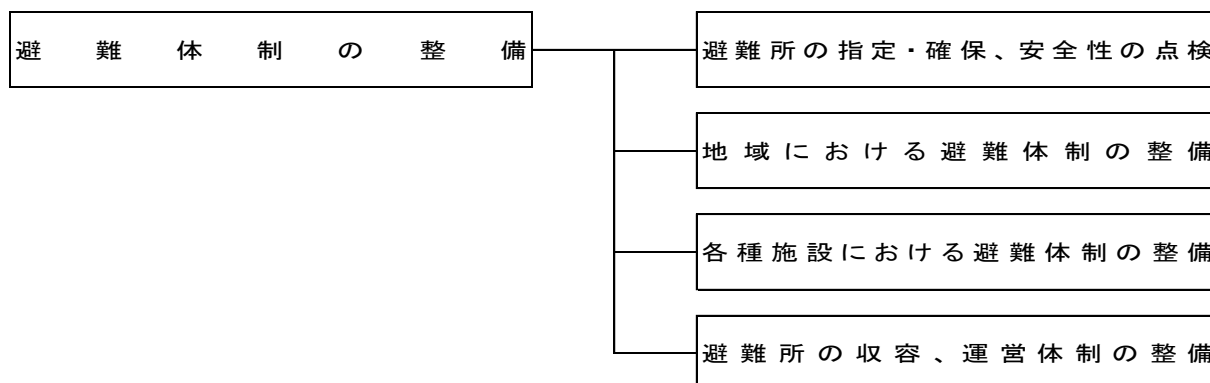 避難体制の整備
避難所の指定・確保、安全性の点検
地域における避難体制の整備
各種施設における避難体制の整備
避難所の収容、運営体制の整備